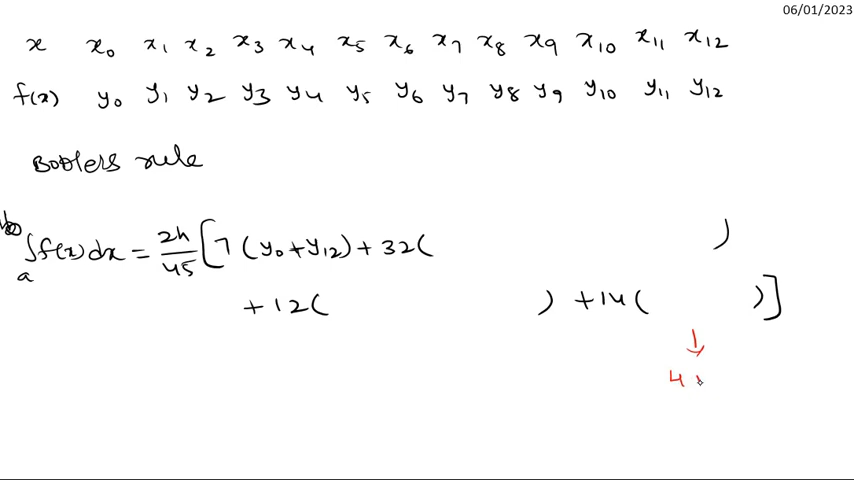 06/01/2023
x x₀ x₁ x₂ x₃ x₄ x₅ x₆ x₇ x₈ x₉ x₁₀ x₁₁ x₁₂
f(x) y₀ y₁ y₂ y₃ y₄ y₅ y₆ y₇ y₈ y₉ y₁₀ y₁₁ y₁₂
rule
∫ₐᵇ f(x)dx = 2h/45 [7 (y₀+y₁₂) + 32( )
+12( ) +14( )]
↓
4